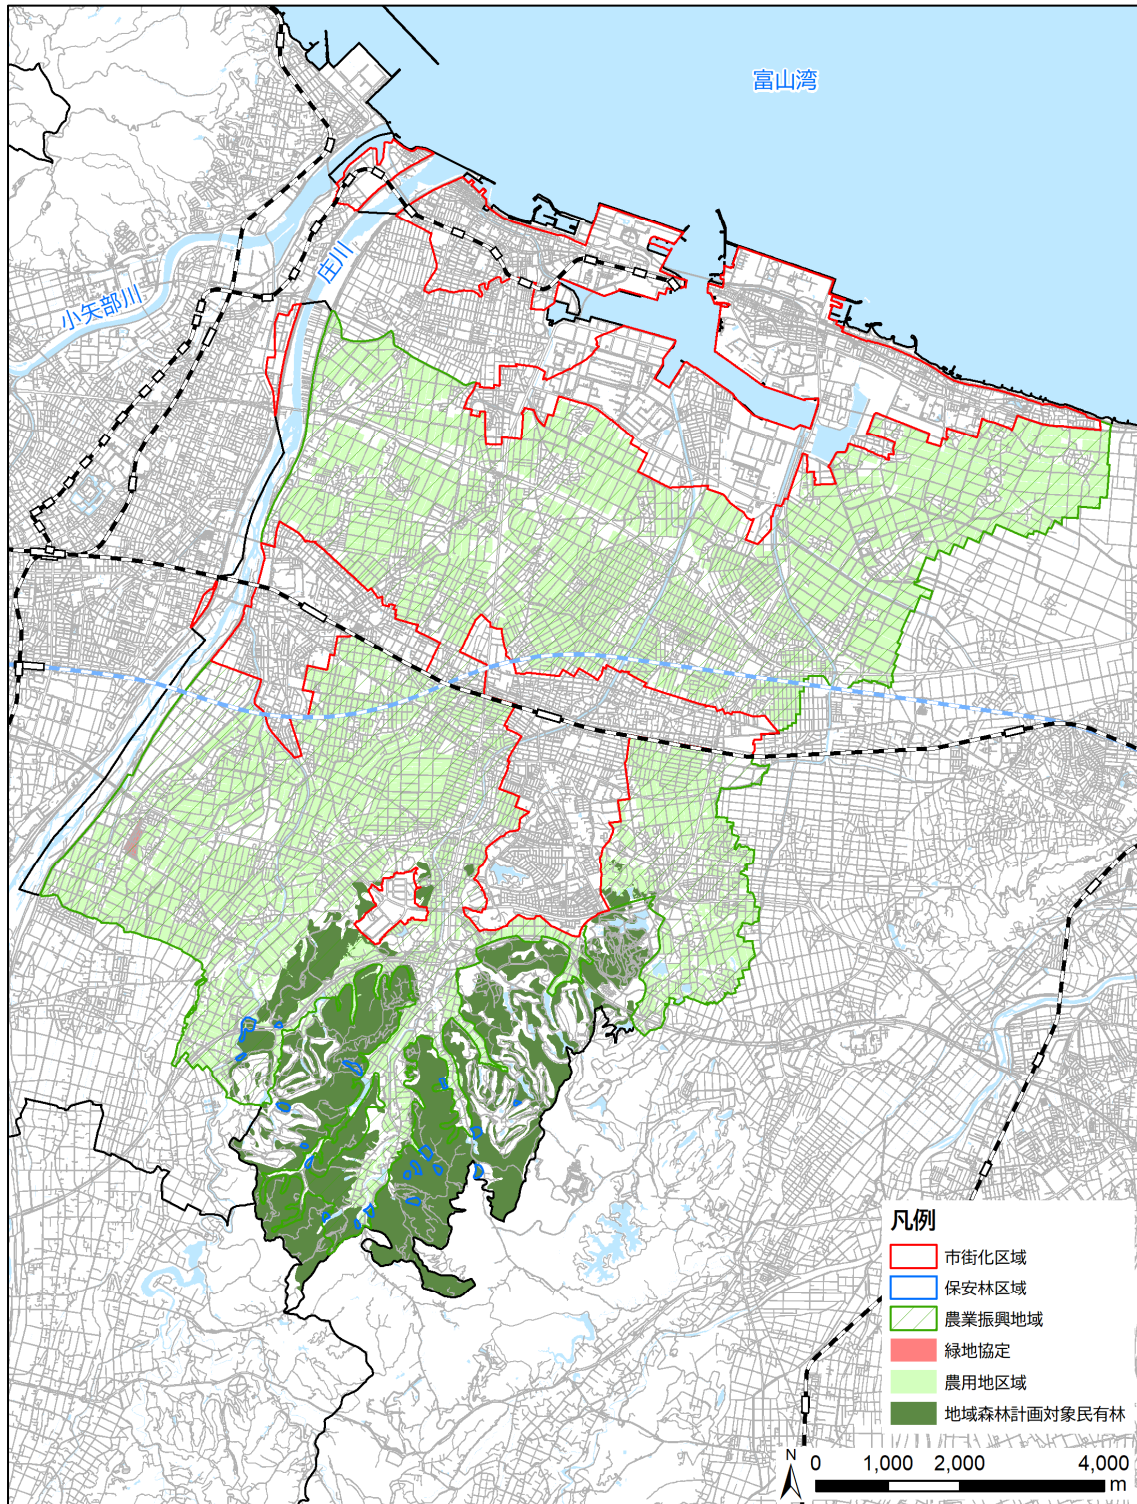 富山湾
庄川
小矢部川
凡例
市街化区域
保安林区域
農業振興地域
緑地協定
農用地区域
地域森林計画対象民有林
N
0 1,000 2,000 4,000
m